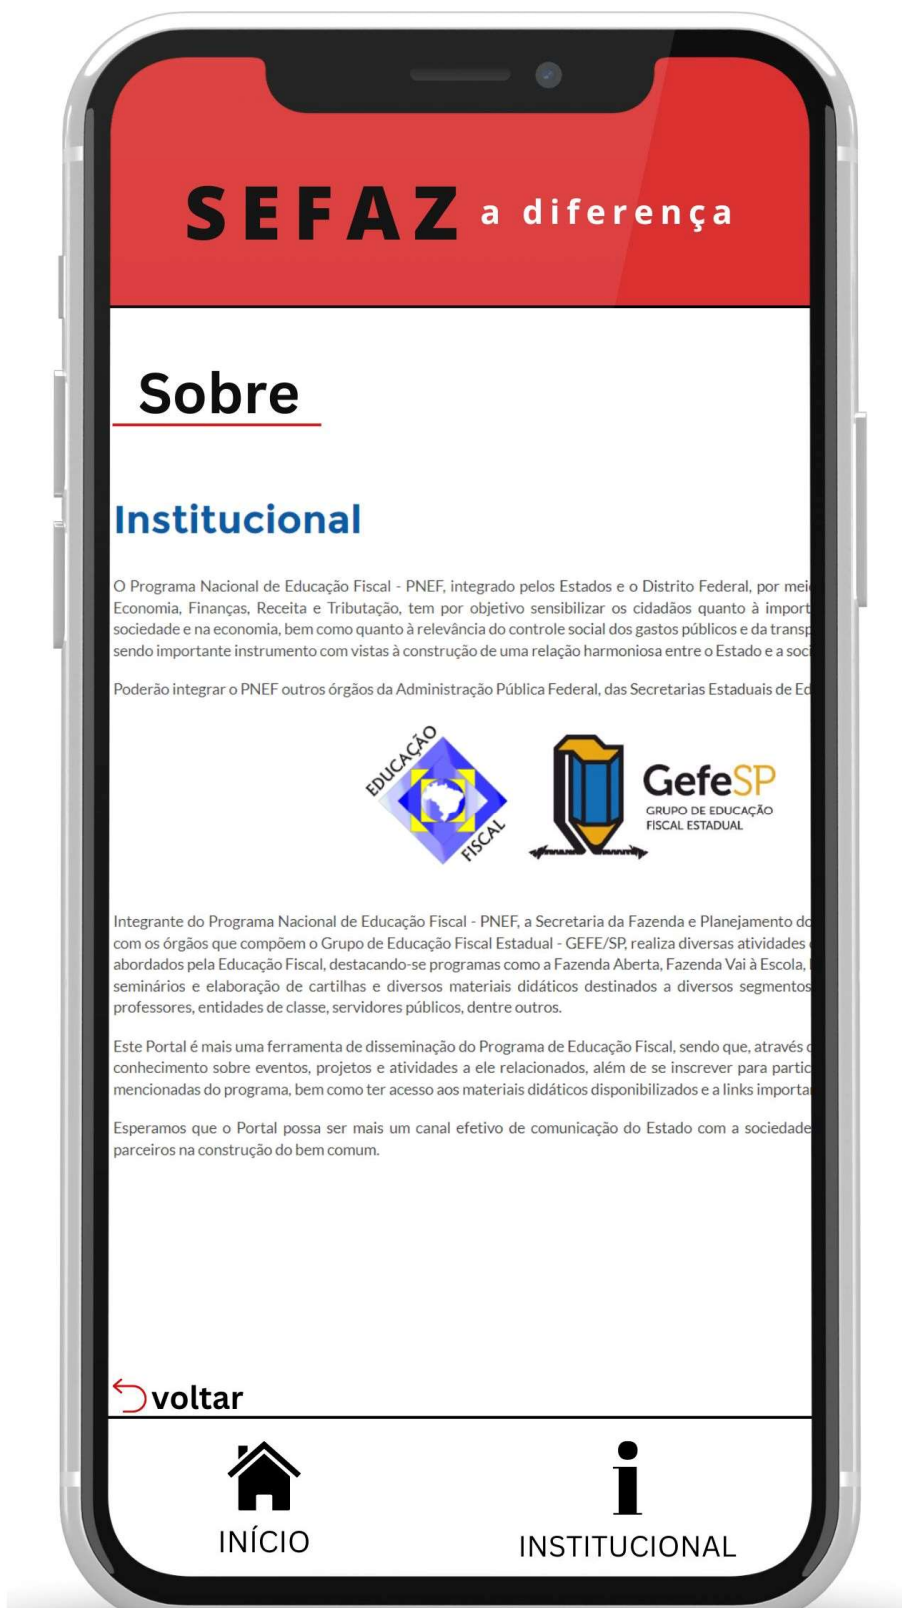 SEFAZ a diferença
Sobre
Institucional
O Programa Nacional de Educação Fiscal - PNEF, integrado pelos Estados e o Distrito Federal, por
Economia, Finanças, Receita e Tributação, tem por objetivo sensibilizar os cidadãos quanto à
sociedade e na economia, bem como quanto à relevância do controle social dos gastos públicos e da
sendo importante instrumento com vistas à construção de uma relação harmoniosa entre o Estado e a
Poderão integrar o PNEF outros órgãos da Administração Pública Federal, das Secretarias Estaduais de
EDUCAÇÃO
FISCAL
GefeSP
GRUPO DE EDUCAÇÃO
FISCAL ESTADUAL
Integrante do Programa Nacional de Educação Fiscal - PNEF, a Secretaria da Fazenda e Planejamento
com os órgãos que compõem o Grupo de Educação Fiscal Estadual - GEFE/SP, realiza diversas atividades
abordados pela Educação Fiscal, destacando-se programas como a Fazenda Aberta, Fazenda Vai à Escola,
seminários e elaboração de cartilhas e diversos materiais didáticos destinados a diversos segmentos
professores, entidades de classe, servidores públicos, dentre outros.
Este Portal é mais uma ferramenta de disseminação do Programa de Educação Fiscal, sendo que, através
conhecimento sobre eventos, projetos e atividades a ele relacionados, além de se inscrever para
mencionadas do programa, bem como ter acesso aos materiais didáticos disponibilizados e a links
Esperamos que o Portal possa ser mais um canal efetivo de comunicação do Estado com a sociedade
parceiros na construção do bem comum.
voltar
INÍCIO
INSTITUCIONAL